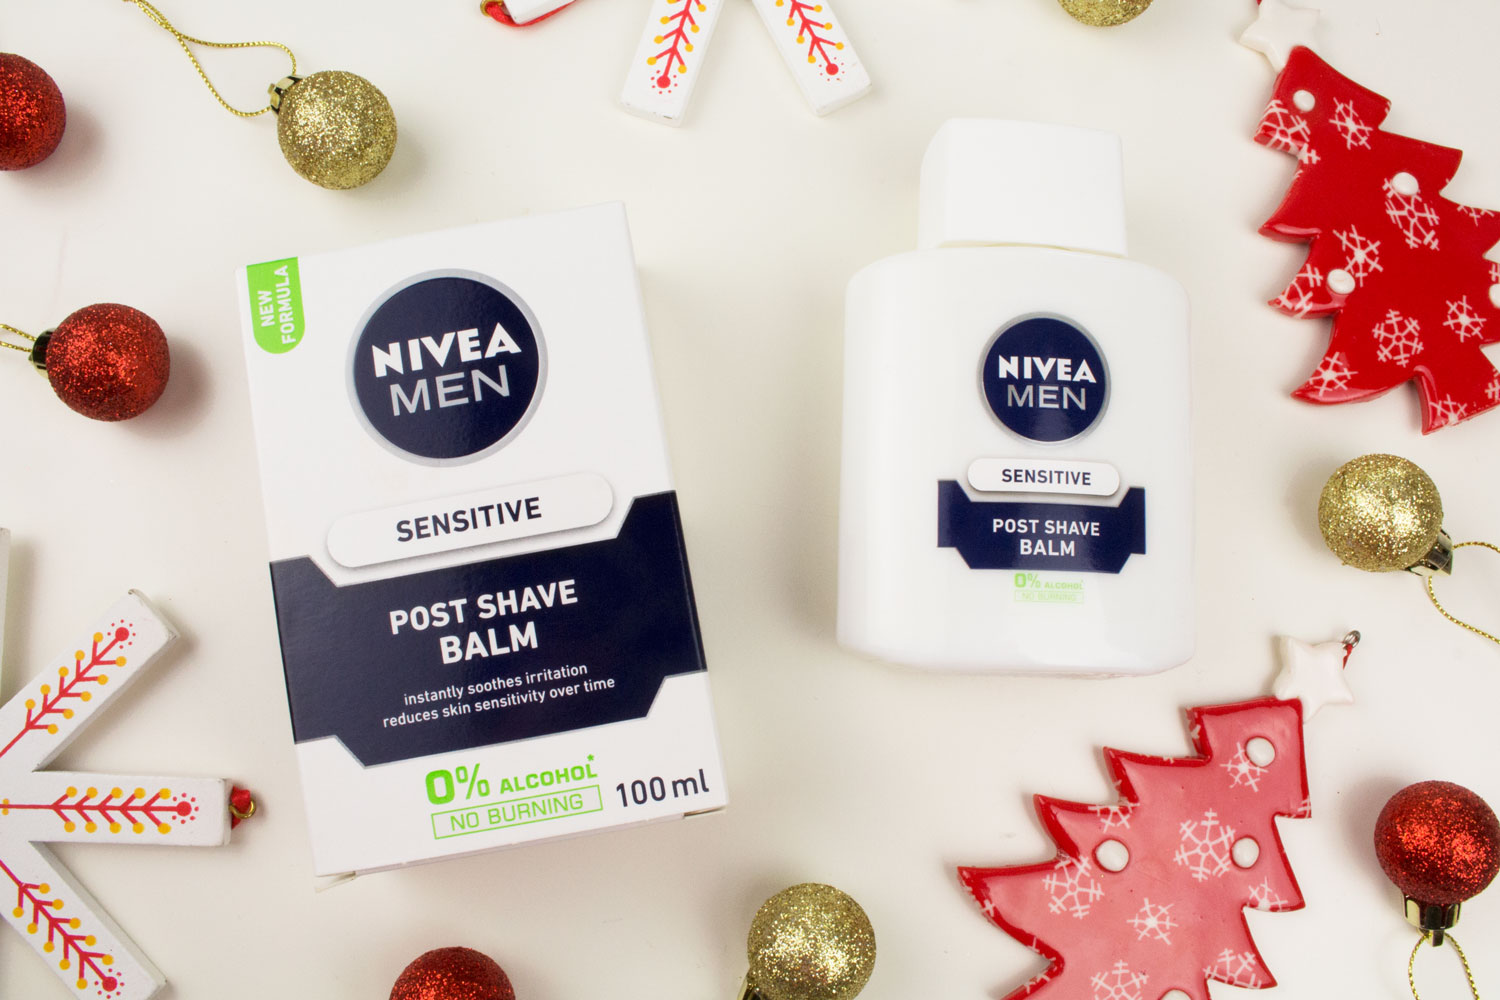 NEW
FORMULA
NIVEA
MEN
SENSITIVE
POST SHAVE
BALM
instantly soothes irritation
reduces skin sensitivity over time
0% ALCOHOL*
NO BURNING
100 ml
NIVEA
MEN
SENSITIVE
POST SHAVE
BALM
0% ALCOHOL*
NO BURNING